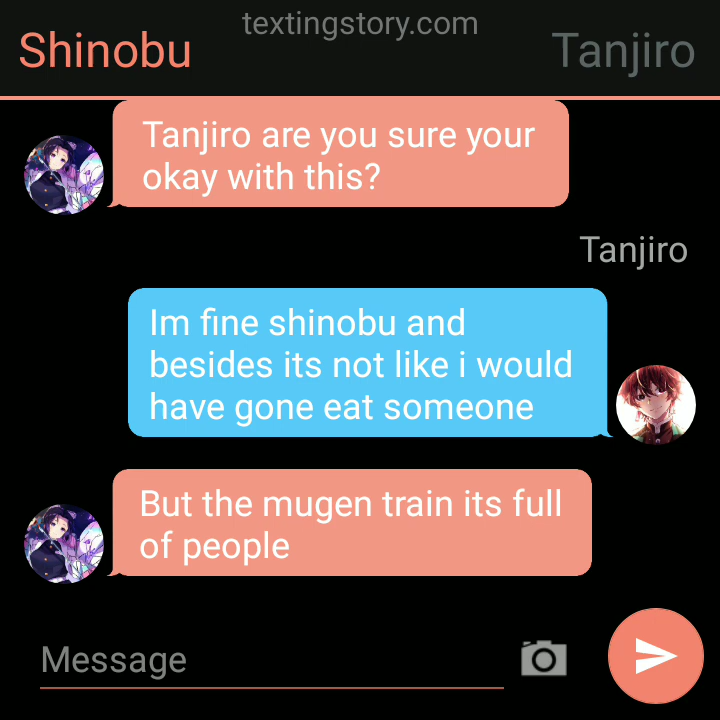 textingstory.com
Shinobu
Tanjiro
Tanjiro are you sure your
okay with this?
Tanjiro
Im fine shinobu and
besides its not like i would
have gone eat someone
But the mugen train its full
of people
Message